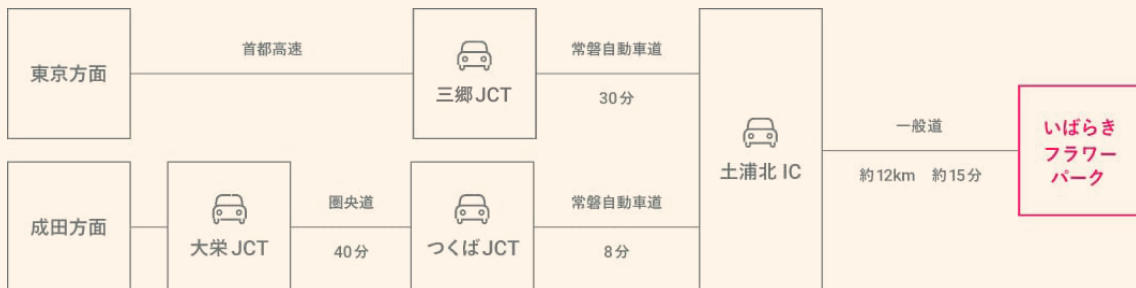 東京方面
首都高速
三郷JCT
常磐自動車道
30分
成田方面
大栄JCT
圏央道
40分
つくばJCT
常磐自動車道
8分
土浦北 IC
一般道
約12km 約15分
いばらき
フラワー
パーク